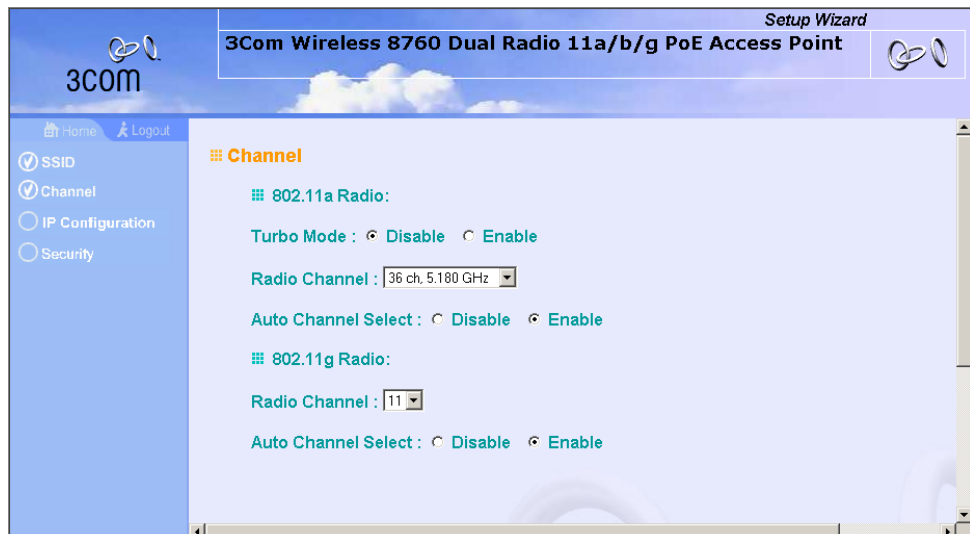 Setup Wizard
3Com Wireless 8760 Dual Radio 11a/b/g PoE Access Point
3COM
Home Logout
SSID
Channel
IP Configuration
Security
Channel
802.11a Radio:
Turbo Mode : Disable Enable
Radio Channel : 36 ch, 5.180 GHz
Auto Channel Select : Disable Enable
802.11g Radio:
Radio Channel : 11
Auto Channel Select : Disable Enable